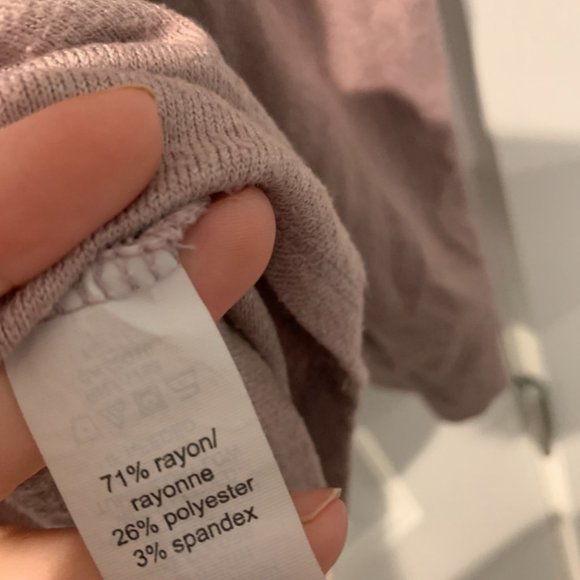 71% rayon/
rayonne
26% polyester
3% spandex